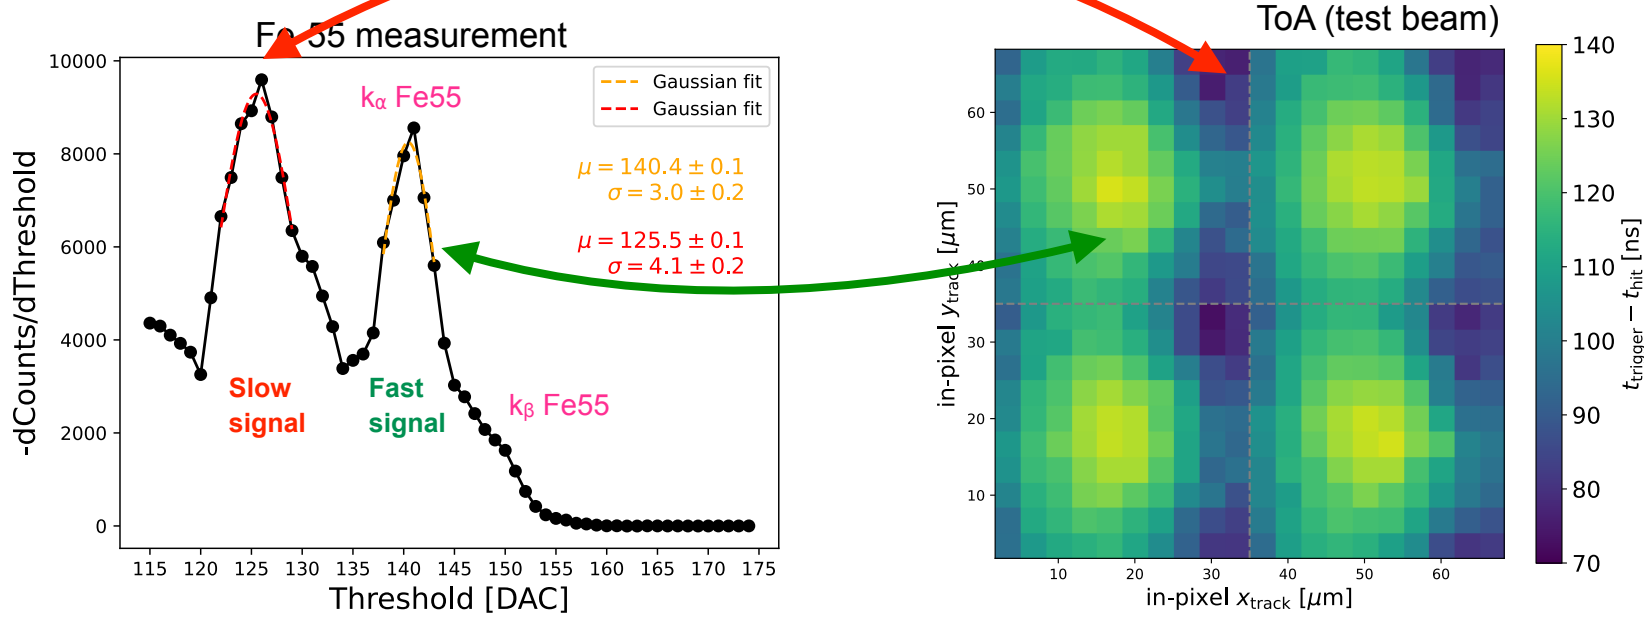 Fe-55 measurement
ToA (test beam)
Gaussian fit
Gaussian fit
kα Fe55
μ = 140.4 ± 0.1
σ = 3.0 ± 0.2
μ = 125.5 ± 0.1
σ = 4.1 ± 0.2
Slow
signal
Fast
signal
kβ Fe55
-dCounts/dThreshold
10000
8000
6000
4000
2000
0
115 120 125 130 135 140 145 150 155 160 165 170 175
Threshold [DAC]
in-pixel ytrack [μm]
60
50
40
30
20
10
10 20 30 40 50 60
in-pixel xtrack [μm]
140
130
120
110
100
90
80
70
ttrigger − thit [ns]